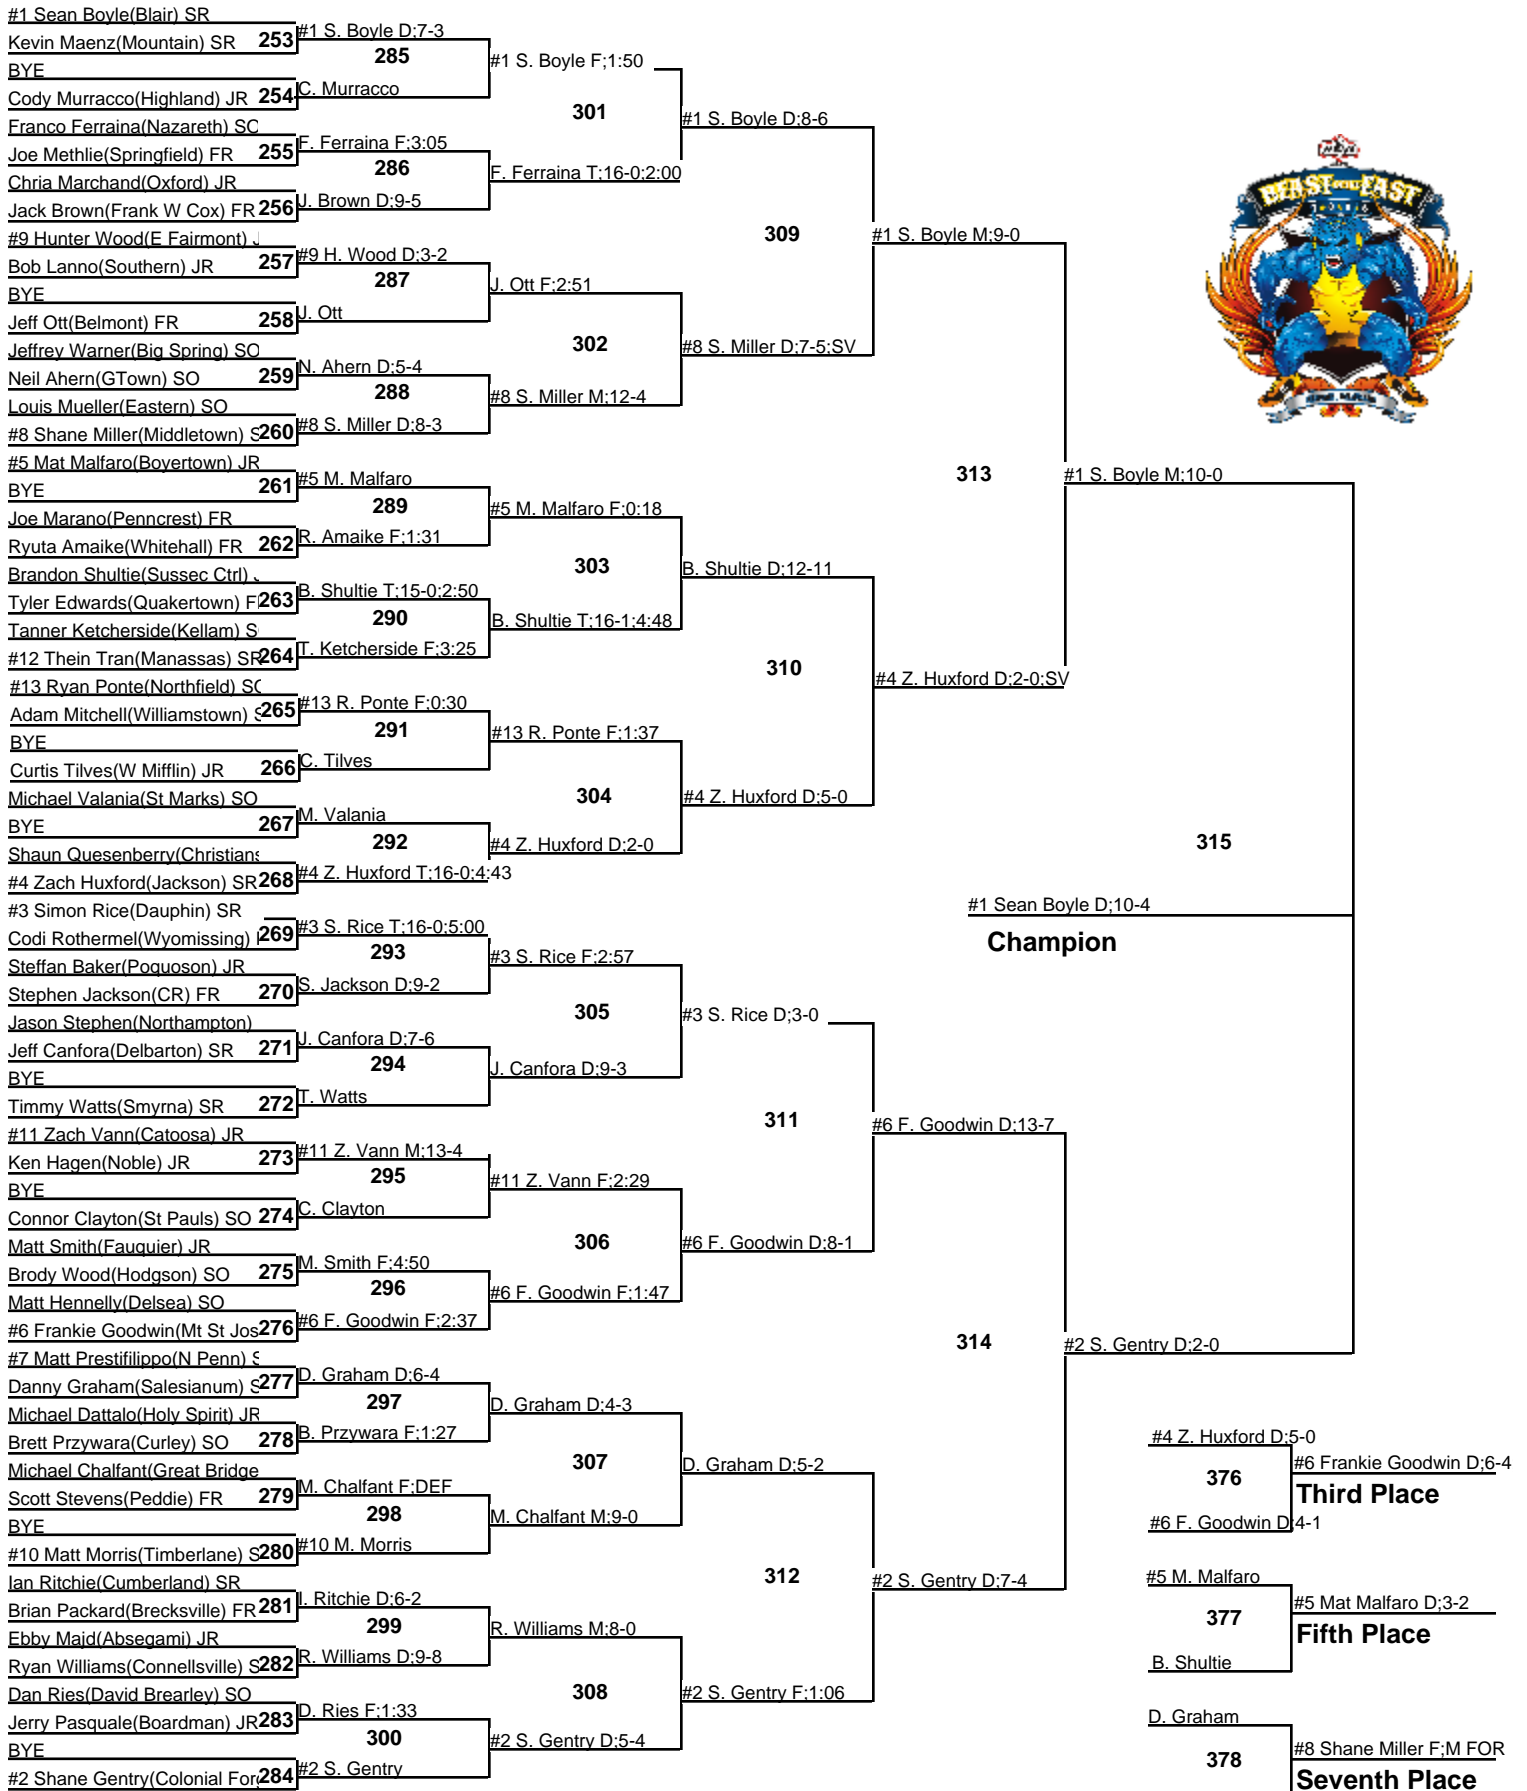 #1 Sean Boyle(Blair) SR
Kevin Maenz(Mountain) SR 253
BYE
Cody Murracco(Highland) JR 254
Franco Ferraina(Nazareth) SO
Joe Methlie(Springfield) FR 255
Chria Marchand(Oxford) JR
Jack Brown(Frank W Cox) FR 256
#9 Hunter Wood(E Fairmont) J
Bob Lanno(Southern) JR 257
BYE
Jeff Ott(Belmont) FR 258
Jeffrey Warner(Big Spring) SO
Neil Ahern(GTown) SO 259
Louis Mueller(Eastern) SO
#8 Shane Miller(Middletown) S 260
#5 Mat Malfaro(Boyertown) JR
BYE 261
Joe Marano(Penncrest) FR
Ryuta Amaike(Whitehall) FR 262
Brandon Shultie(Sussec Ctrl) J
Tyler Edwards(Quakertown) F 263
Tanner Ketcherside(Kellam) S
#12 Thein Tran(Manassas) SR 264
#13 Ryan Ponte(Northfield) SO
Adam Mitchell(Williamstown) S 265
BYE
Curtis Tilves(W Mifflin) JR 266
Michael Valania(St Marks) SO
BYE 267
Shaun Quesenberry(Christians
#4 Zach Huxford(Jackson) SR 268
#3 Simon Rice(Dauphin) SR
Codi Rothermel(Wyomissing) 269
Steffan Baker(Poquoson) JR
Stephen Jackson(CR) FR 270
Jason Stephen(Northampton)
Jeff Canfora(Delbarton) SR 271
BYE
Timmy Watts(Smyrna) SR 272
#11 Zach Vann(Catoosa) JR
Ken Hagen(Noble) JR 273
BYE
Connor Clayton(St Pauls) SO 274
Matt Smith(Fauquier) JR
Brody Wood(Hodgson) SO 275
Matt Hennelly(Delsea) SO
#6 Frankie Goodwin(Mt St Jos 276
#7 Matt Prestifilippo(N Penn) S
Danny Graham(Salesianum) S 277
Michael Dattalo(Holy Spirit) JR
Brett Przywara(Curley) SO 278
Michael Chalfant(Great Bridge
Scott Stevens(Peddie) FR 279
BYE
#10 Matt Morris(Timberlane) S 280
Ian Ritchie(Cumberland) SR
Brian Packard(Brecksville) FR 281
Ebby Majd(Absegami) JR
Ryan Williams(Connellsville) S 282
Dan Ries(David Brearley) SO
Jerry Pasquale(Boardman) JR 283
BYE
#2 Shane Gentry(Colonial For 284
#1 S. Boyle D;7-3
285
C. Murracco
F. Ferraina F;3:05
286
J. Brown D;9-5
#9 H. Wood D;3-2
287
J. Ott
N. Ahern D;5-4
288
#8 S. Miller D;8-3
#5 M. Malfaro
289
R. Amaike F;1:31
B. Shultie T;15-0;2:50
290
T. Ketcherside F;3:25
#13 R. Ponte F;0:30
291
C. Tilves
M. Valania
292
#4 Z. Huxford T;16-0;4:43
#3 S. Rice T;16-0;5:00
293
S. Jackson D;9-2
J. Canfora D;7-6
294
T. Watts
#11 Z. Vann M;13-4
295
C. Clayton
M. Smith F;4:50
296
#6 F. Goodwin F;2:37
D. Graham D;6-4
297
B. Przywara F;1:27
M. Chalfant F;DEF
298
#10 M. Morris
I. Ritchie D;6-2
299
R. Williams D;9-8
D. Ries F;1:33
300
#2 S. Gentry
#1 S. Boyle F;1:50
301
F. Ferraina T;16-0;2:00
J. Ott F;2:51
302
#8 S. Miller M;12-4
#5 M. Malfaro F;0:18
303
B. Shultie T;16-1;4:48
#13 R. Ponte F;1:37
304
#4 Z. Huxford D;2-0
#3 S. Rice F;2:57
305
J. Canfora D;9-3
#11 Z. Vann F;2:29
306
#6 F. Goodwin F;1:47
D. Graham D;4-3
307
M. Chalfant M;9-0
R. Williams M;8-0
308
#2 S. Gentry D;5-4
#1 S. Boyle D;8-6
309
#8 S. Miller D;7-5;SV
B. Shultie D;12-11
310
#4 Z. Huxford D;5-0
#3 S. Rice D;3-0
311
#6 F. Goodwin D;8-1
D. Graham D;5-2
312
#2 S. Gentry F;1:06
#1 S. Boyle M;9-0
313
#4 Z. Huxford D;2-0;SV
#6 F. Goodwin D;13-7
314
#2 S. Gentry D;7-4
#1 S. Boyle M;10-0
315
#2 S. Gentry D;2-0
#1 Sean Boyle D;10-4
Champion
BEAST OF THE EAST
#4 Z. Huxford D;5-0
376
#6 F. Goodwin D;4-1
#6 Frankie Goodwin D;6-4
Third Place
#5 M. Malfaro
377
B. Shultie
#5 Mat Malfaro D;3-2
Fifth Place
D. Graham
378
#8 Shane Miller F;M FOR
Seventh Place